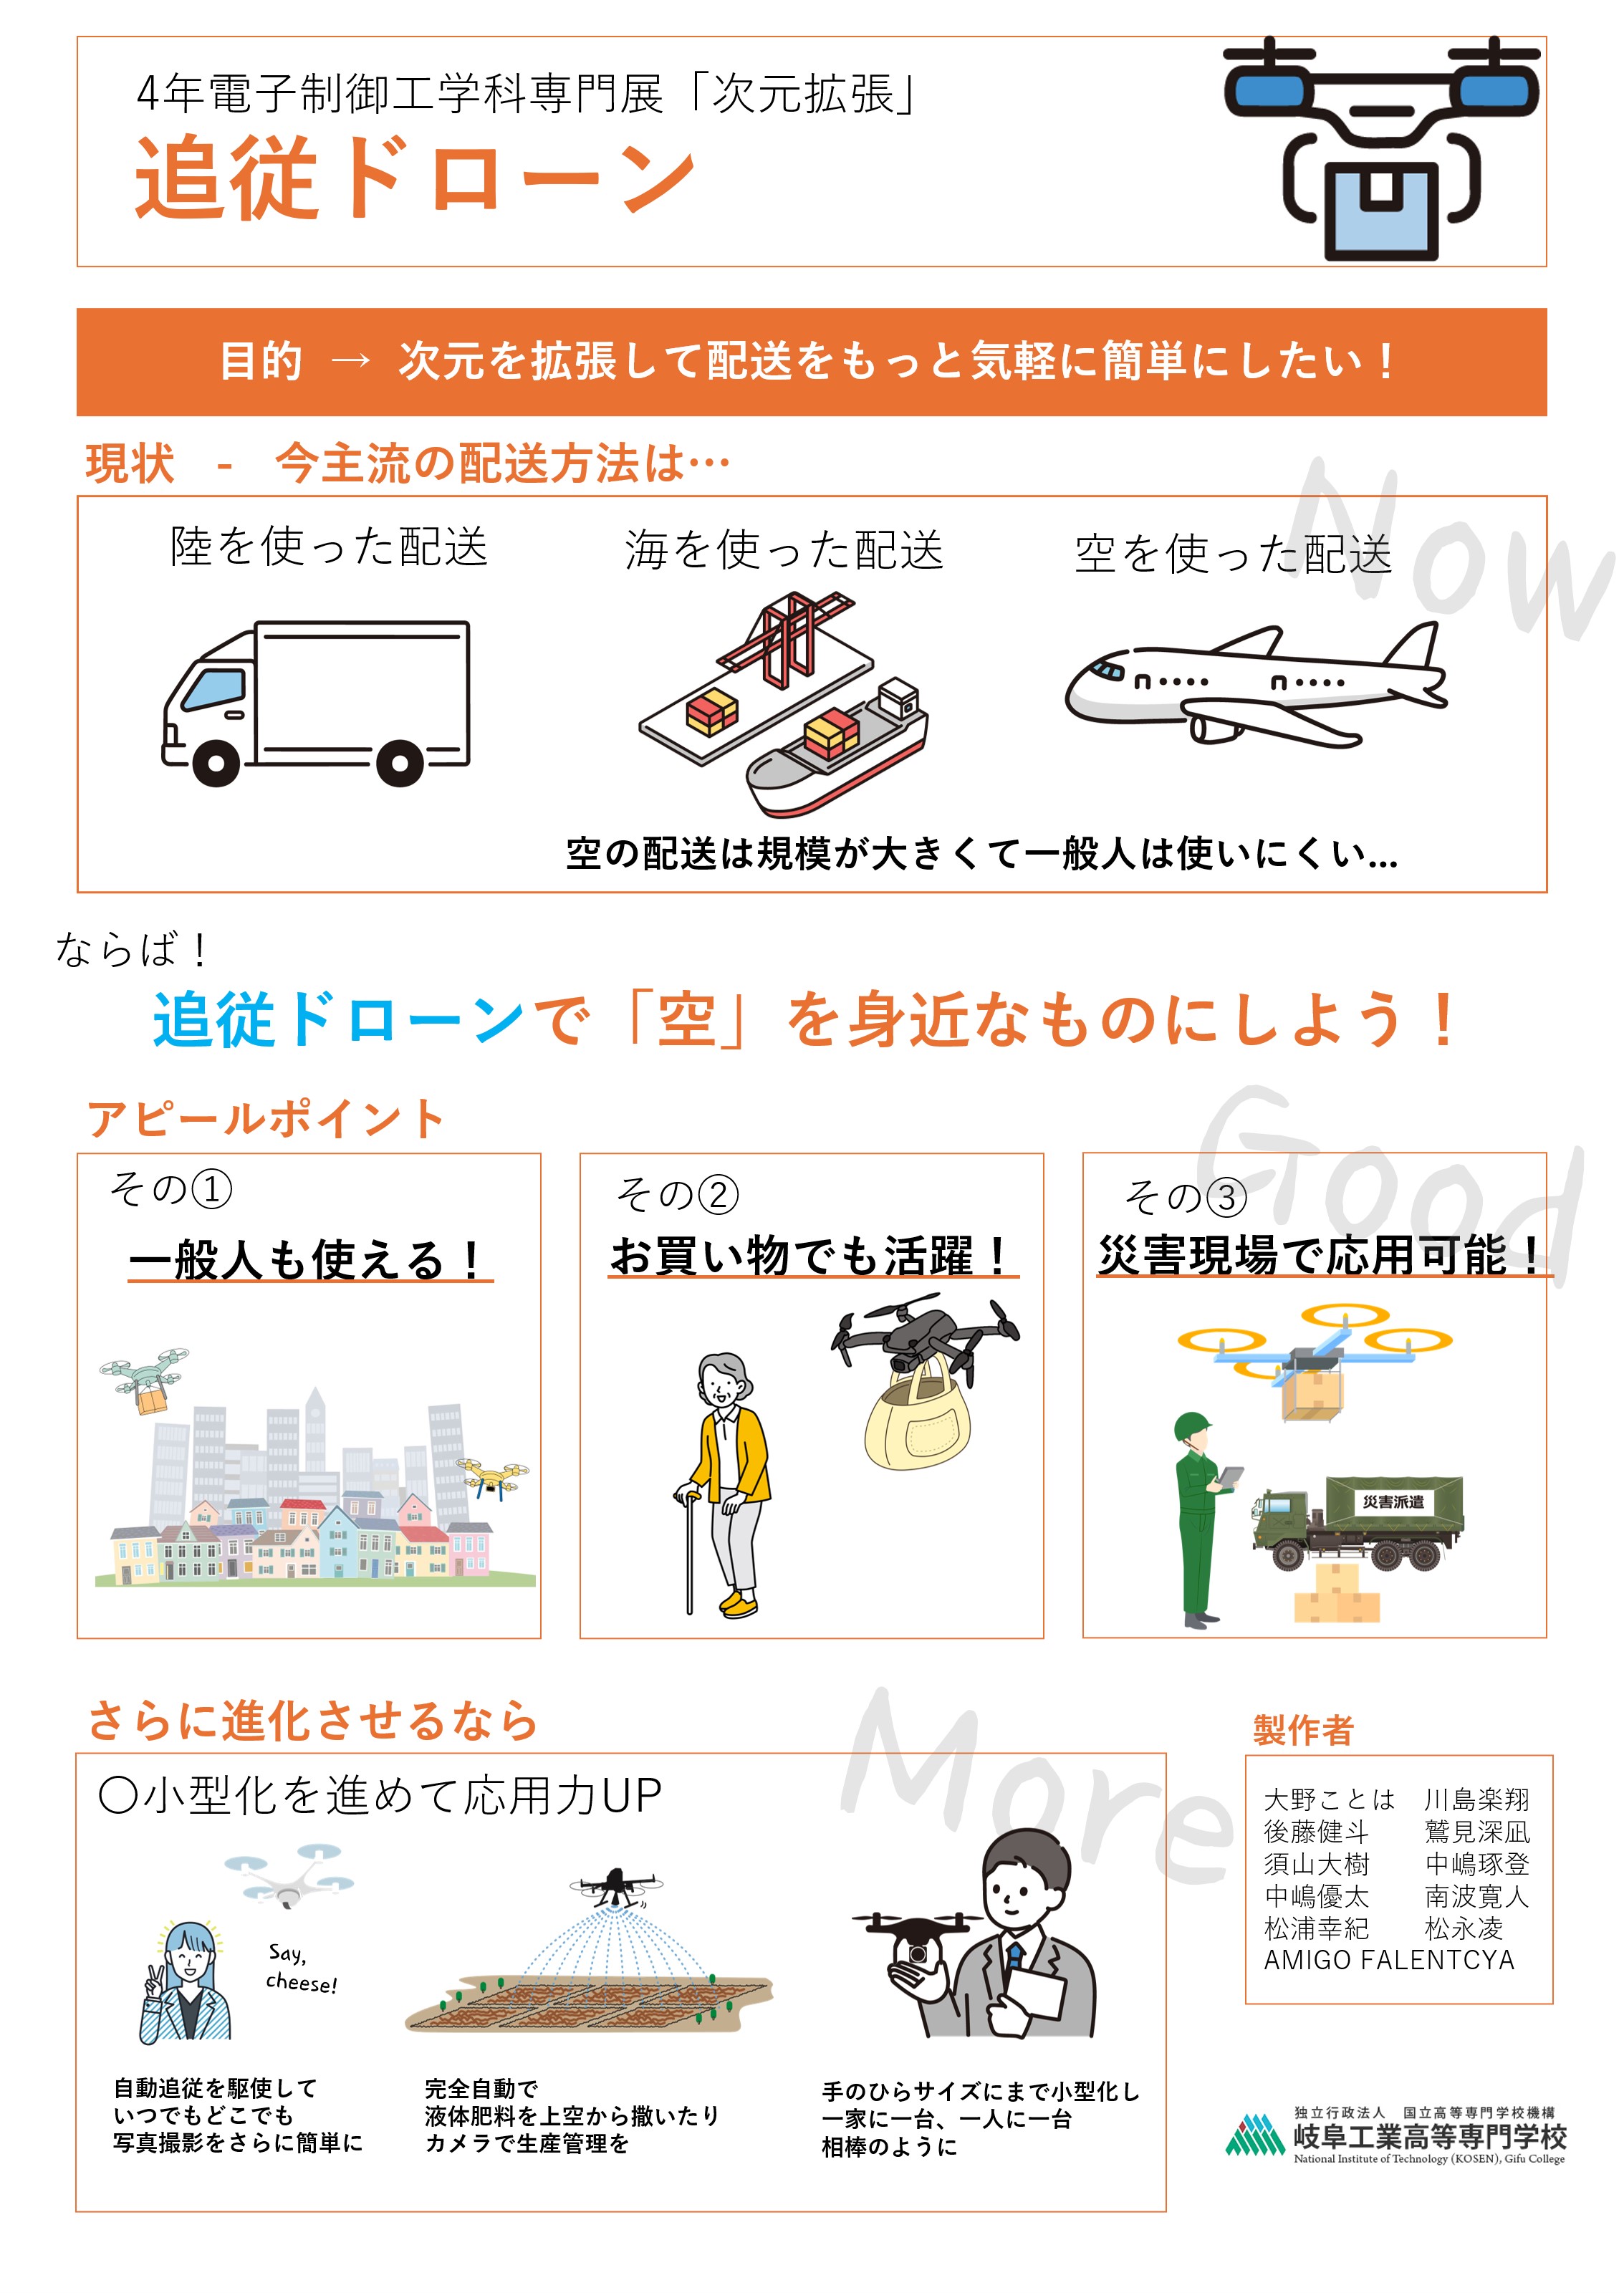 4年電子制御工学科専門展「次元拡張」
追従ドローン
目的 → 次元を拡張して配送をもっと気軽に簡単にしたい！
現状 - 今主流の配送方法は…
Now
陸を使った配送
海を使った配送
空を使った配送
空の配送は規模が大きくて一般人は使いにくい...
ならば！
追従ドローンで「空」を身近なものにしよう！
アピールポイント
Good
その①
一般人も使える！
その②
お買い物でも活躍！
その③
災害現場で応用可能！
災害派遣
さらに進化させるなら
More
〇小型化を進めて応用力UP
Say,
cheese!
自動追従を駆使して
いつでもどこでも
写真撮影をさらに簡単に
完全自動で
液体肥料を上空から撒いたり
カメラで生産管理を
手のひらサイズにまで小型化し
一家に一台、一人に一台
相棒のように
製作者
大野ことは 川島楽翔
後藤健斗 鷲見深凪
須山大樹 中嶋琢登
中嶋優太 南波寛人
松浦幸紀 松永凌
AMIGO FALENTCYA
独立行政法人 国立高等専門学校機構
岐阜工業高等専門学校
National Institute of Technology (KOSEN), Gifu College